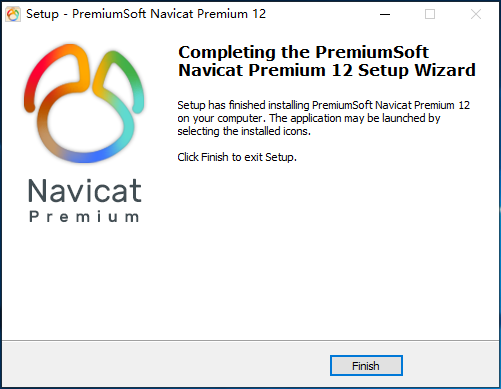 Setup - PremiumSoft Navicat Premium 12
Completing the PremiumSoft
Navicat Premium 12 Setup Wizard
Setup has finished installing PremiumSoft Navicat Premium 12
on your computer. The application may be launched by
selecting the installed icons.
Click Finish to exit Setup.
Navicat
Premium
Finish